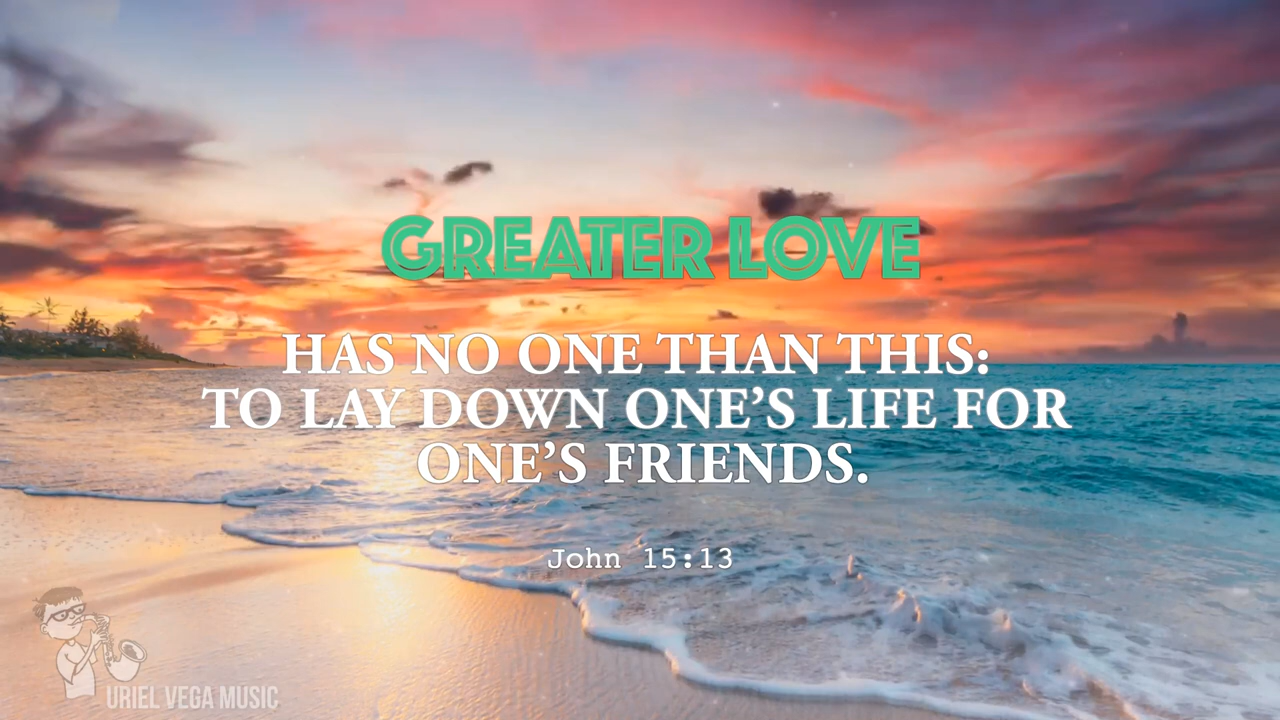 GREATER LOVE
HAS NO ONE THAN THIS:
TO LAY DOWN ONE’S LIFE FOR
ONE’S FRIENDS.
John 15:13
URIEL VEGA MUSIC